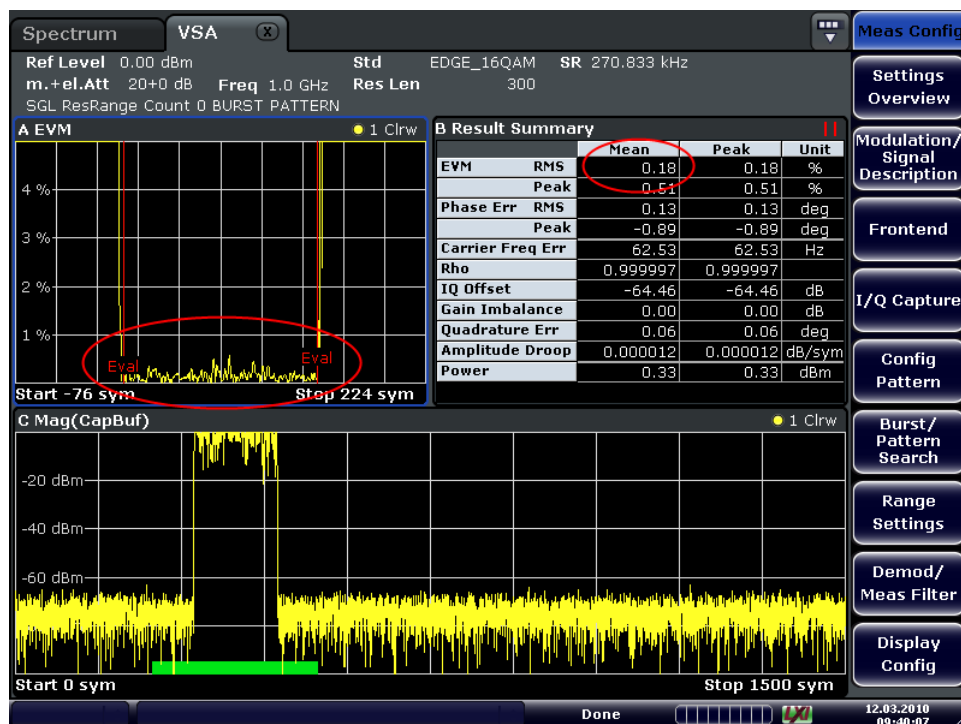 Spectrum
VSA
X
Meas Config
Ref Level 0.00 dBm Std EDGE_16QAM SR 270.833 kHz
m.+el.Att 20+0 dB Freq 1.0 GHz Res Len 300
SGL ResRange Count 0 BURST PATTERN
A EVM
1 Clrw
4 %
3 %
2 %
1 %
Eval
Eval
Start -76 sym
Stop 224 sym
B Result Summary
Mean Peak Unit
EVM RMS 0.18 0.18 %
Peak 0.51 0.51 %
Phase Err RMS 0.13 0.13 deg
Peak -0.89 -0.89 deg
Carrier Freq Err 62.53 62.53 Hz
Rho 0.999997 0.999997
IQ Offset -64.46 -64.46 dB
Gain Imbalance 0.00 0.00 dB
Quadrature Err 0.06 0.06 deg
Amplitude Droop 0.000012 0.000012 dB/sym
Power 0.33 0.33 dBm
C Mag(CapBuf)
1 Clrw
-20 dBm
-40 dBm
-60 dBm
Start 0 sym
Stop 1500 sym
Settings
Overview
Modulation/
Signal
Description
Frontend
I/Q Capture
Config
Pattern
Burst/
Pattern
Search
Range
Settings
Demod/
Meas Filter
Display
Config
Done
LXI
12.03.2010
09:40:07